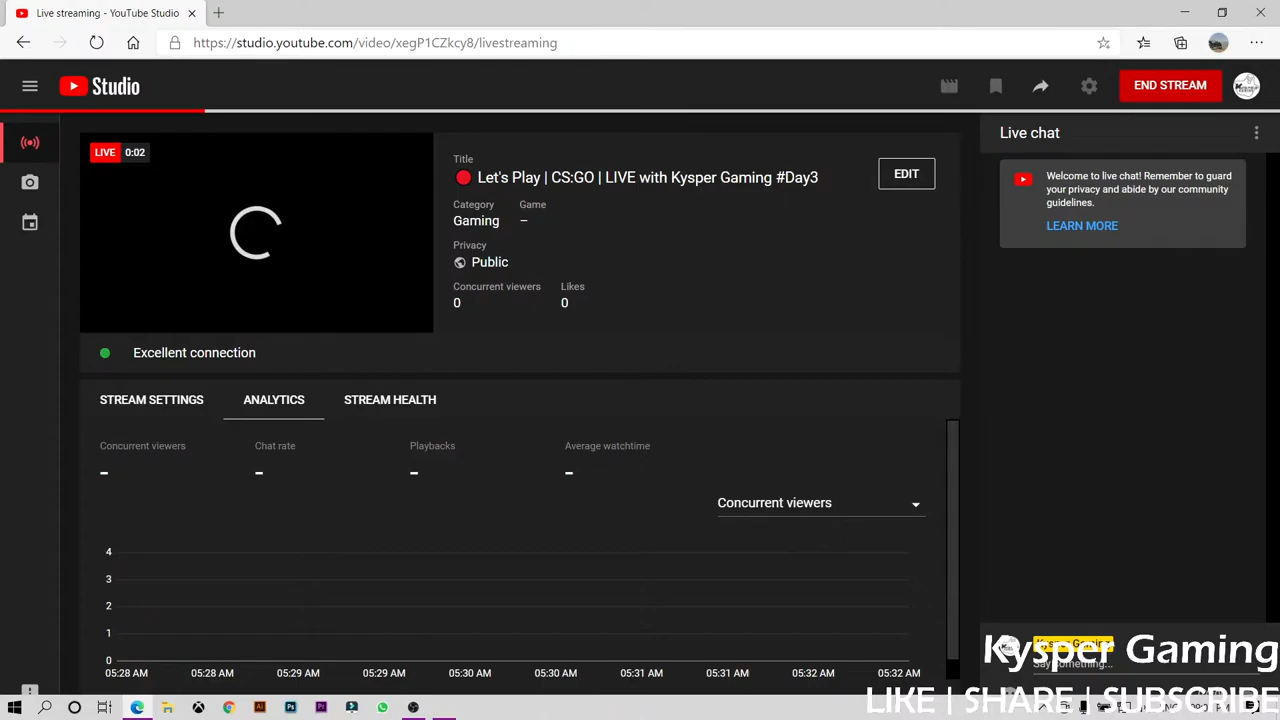 Live streaming - YouTube Studio
https://studio.youtube.com/video/xegP1CZkcy8/livestreaming
Studio
END STREAM
LIVE 0:02
Title
Let's Play | CS:GO | LIVE with Kysper Gaming #Day3
EDIT
Category Game
Gaming –
Privacy
Public
Concurrent viewers Likes
0 0
Excellent connection
STREAM SETTINGS ANALYTICS STREAM HEALTH
Concurrent viewers Chat rate Playbacks Average watchtime
- - - -
Concurrent viewers
4
3
2
1
0
05:28 AM 05:28 AM 05:29 AM 05:29 AM 05:30 AM 05:30 AM 05:31 AM 05:31 AM 05:32 AM 05:32 AM
Live chat
Welcome to live chat! Remember to guard
your privacy and abide by our community
guidelines.
LEARN MORE
Kysper Gaming
Say something...
Kysper Gaming
LIKE | SHARE | SUBSCRIBE